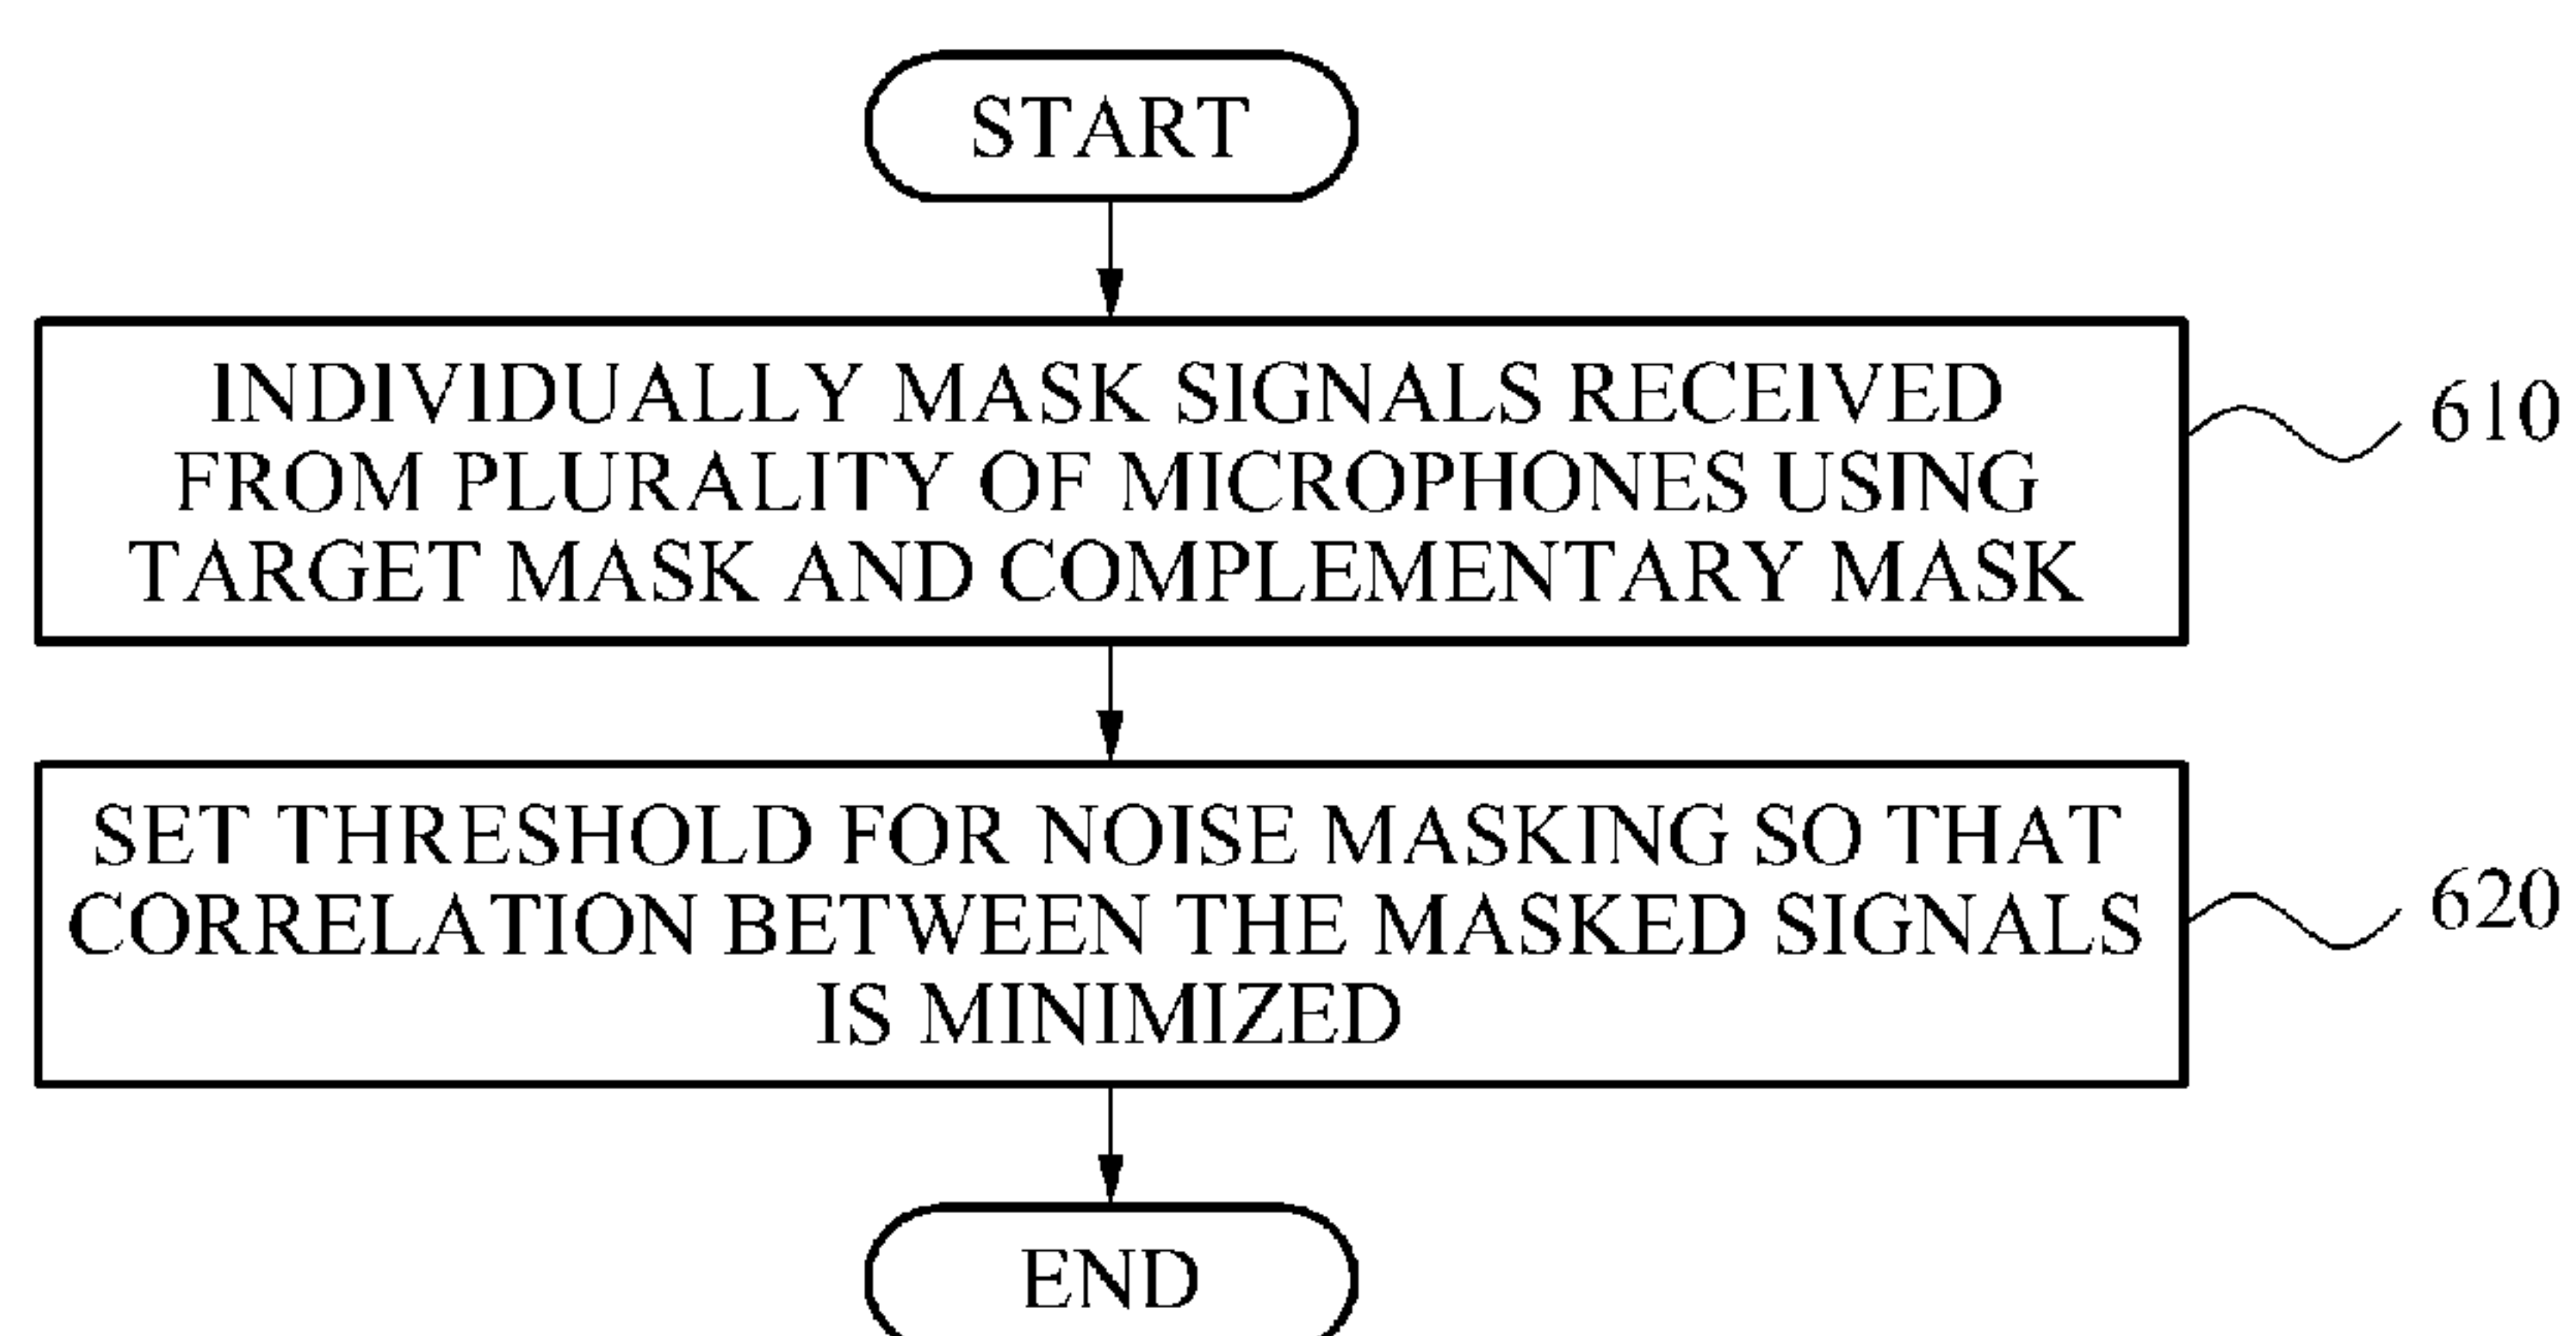 START
INDIVIDUALLY MASK SIGNALS RECEIVED
FROM PLURALITY OF MICROPHONES USING
TARGET MASK AND COMPLEMENTARY MASK
610
SET THRESHOLD FOR NOISE MASKING SO THAT
CORRELATION BETWEEN THE MASKED SIGNALS
IS MINIMIZED
620
END